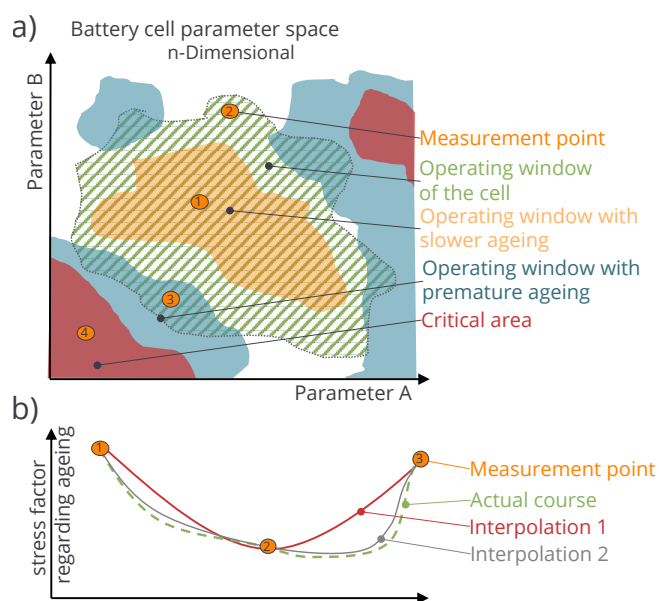 a)
Battery cell parameter space
n-Dimensional
Parameter B
2
Measurement point
Operating window
of the cell
1
Operating window with
slower ageing
Operating window with
premature ageing
3
4
Critical area
Parameter A
b)
stress factor
regarding ageing
1
3
Measurement point
Actual course
Interpolation 1
2
Interpolation 2